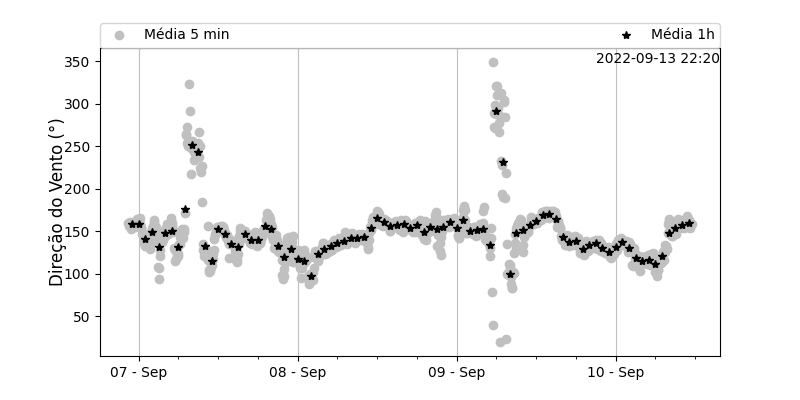 Média 5 min
Média 1h
2022-09-13 22:20
Direção do Vento (°)
350
300
250
200
150
100
50
07 - Sep
08 - Sep
09 - Sep
10 - Sep